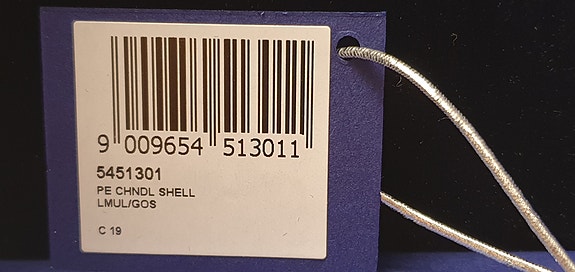 9 009654 513011
5451301
PE CHNDL SHELL
LMUL/GOS
C 19